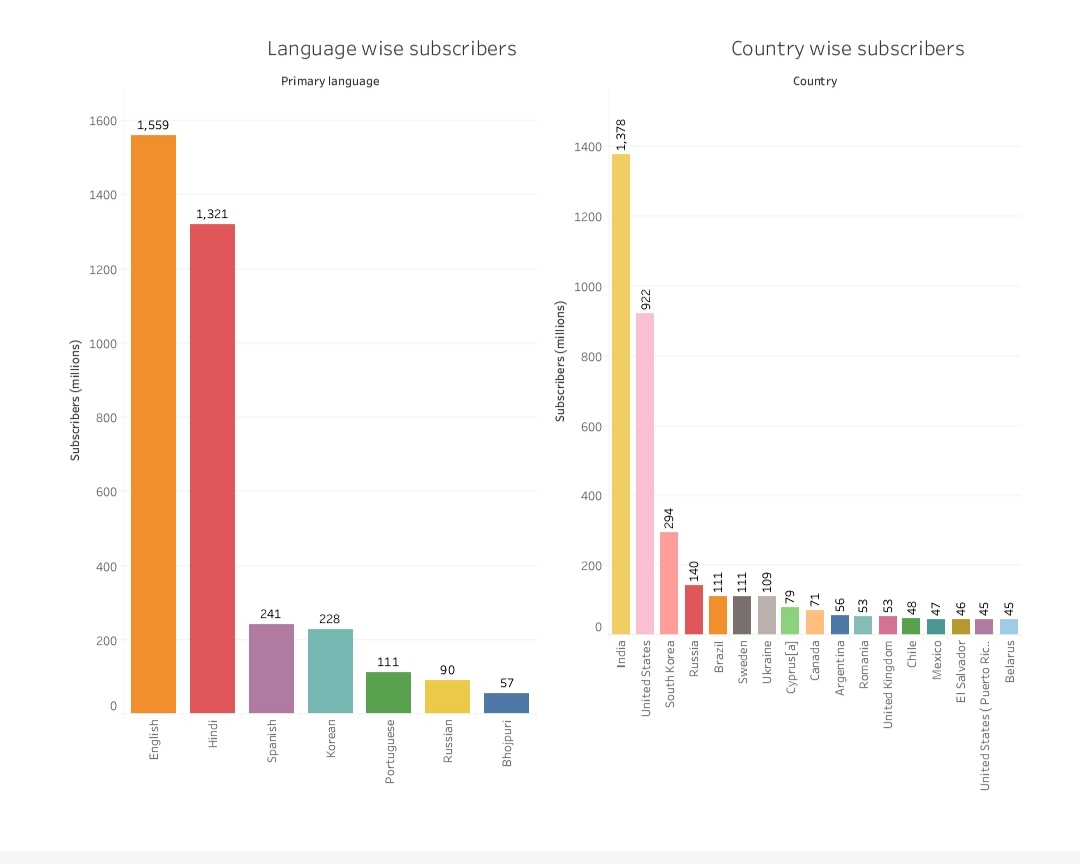 Language wise subscribers
Primary language
Subscribers (millions)
1600
1400
1200
1000
800
600
400
200
0
1,559
1,321
241
228
111
90
57
English
Hindi
Spanish
Korean
Portuguese
Russian
Bhojpuri
Country wise subscribers
Country
Subscribers (millions)
1400
1200
1000
800
600
400
200
0
1,378
922
294
140
111
111
109
79
71
56
53
53
48
47
46
45
45
India
United States
South Korea
Russia
Brazil
Sweden
Ukraine
Cyprus[a]
Canada
Argentina
Romania
United Kingdom
Chile
Mexico
El Salvador
United States ( Puerto Ric..
Belarus